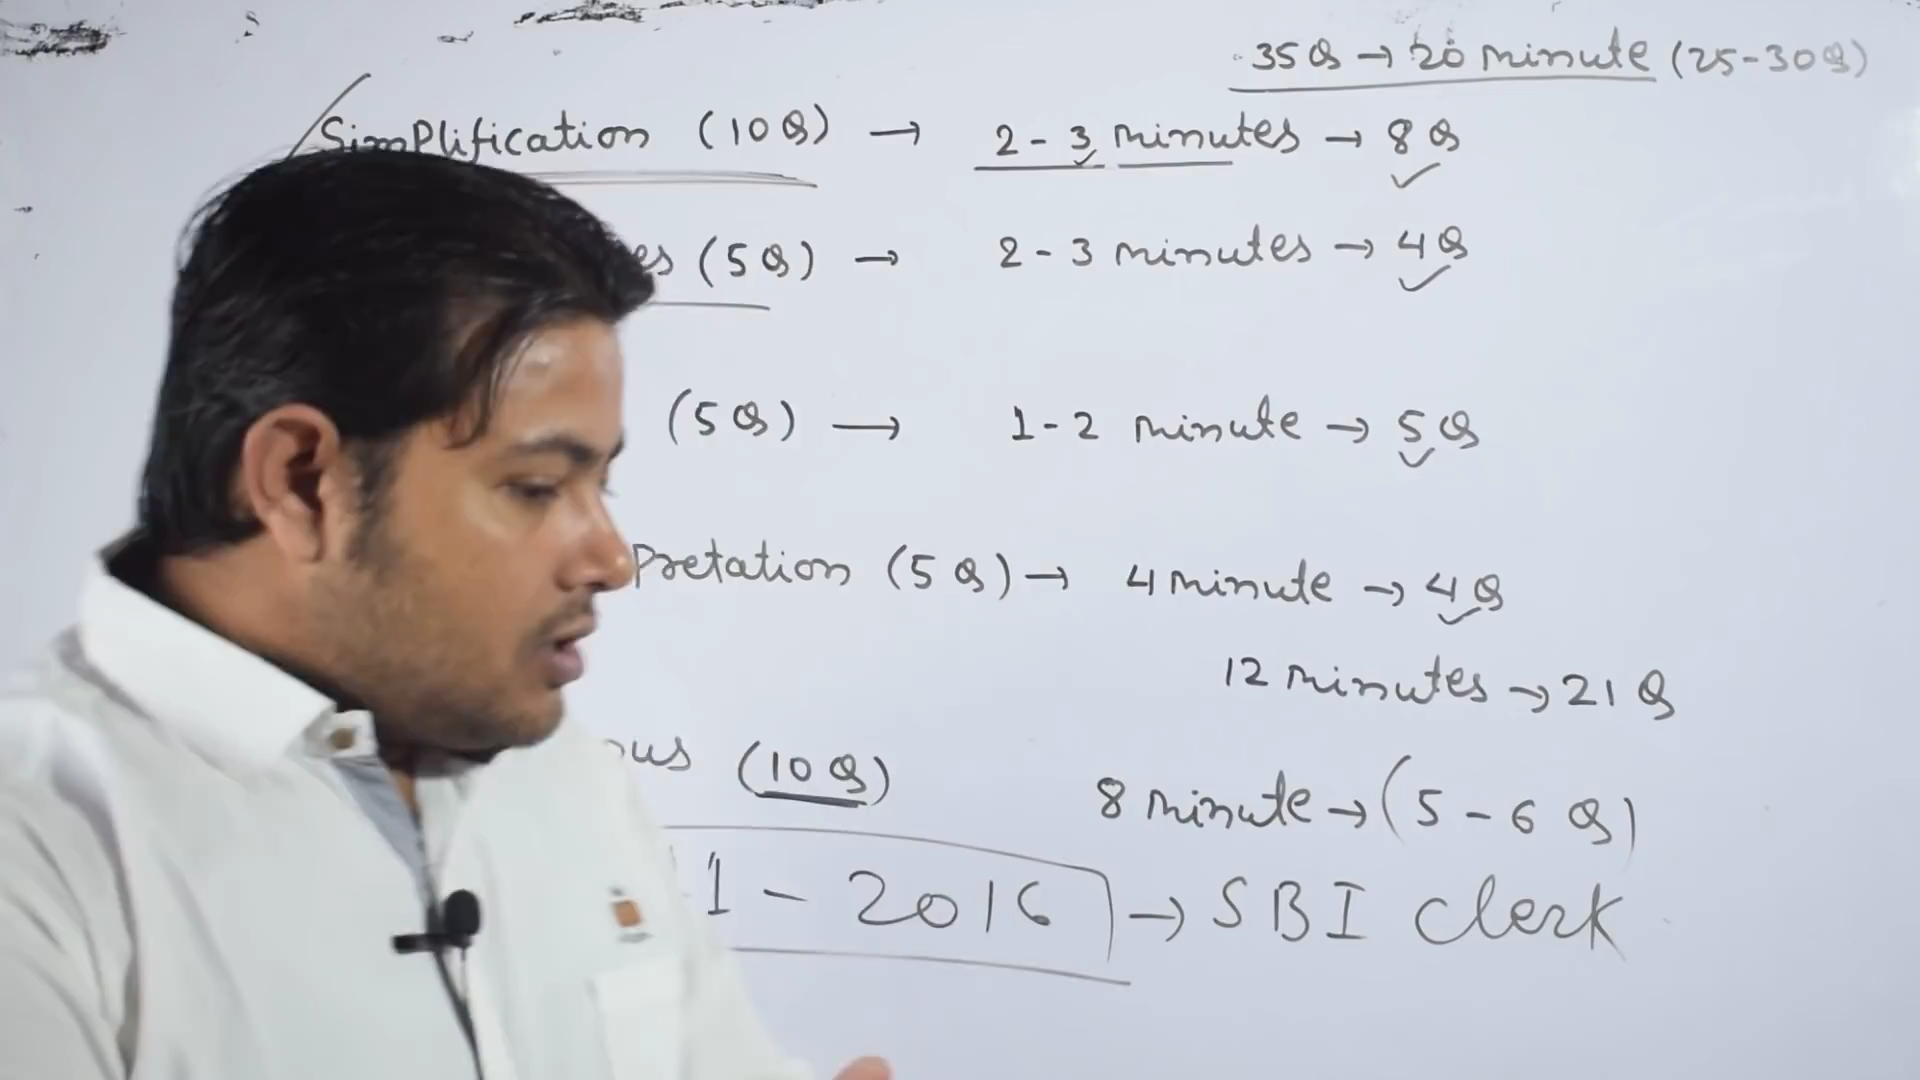 35Q → 20 minute (25-30Q)
Simplification (10Q) → 2-3 minutes → 8Q
es (5Q) → 2-3 minutes → 4Q
(5Q) → 1-2 minute → 5Q
pretation (5Q) → 4 minute → 4Q
12 minutes → 21Q
ous (10Q)
8 minute → (5-6Q)
1 - 2016 → SBI Clerk